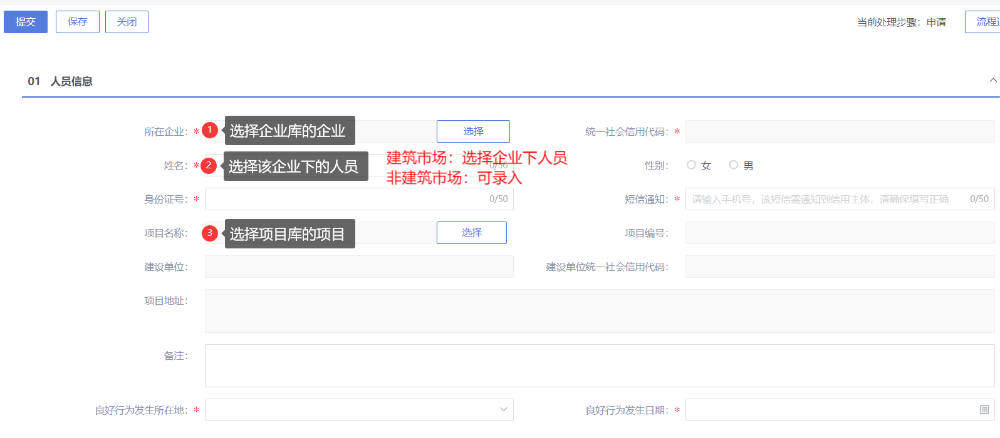 提交 保存 关闭 当前处理步骤：申请 流程
01 人员信息
所在企业：* 1 选择企业库的企业 选择 统一社会信用代码：*
姓名：* 2 选择该企业下的人员 0/50 性别： 女 男
建筑市场：选择企业下人员
非建筑市场：可录入
身份证号：* 0/50 短信通知：* 请输入手机号，该短信需通知到信用主体，请确保填写正确 0/50
项目名称： 3 选择项目库的项目 选择 项目编号：
建设单位： 建设单位统一社会信用代码：
项目地址：
备注：
良好行为发生所在地：* 良好行为发生日期：*